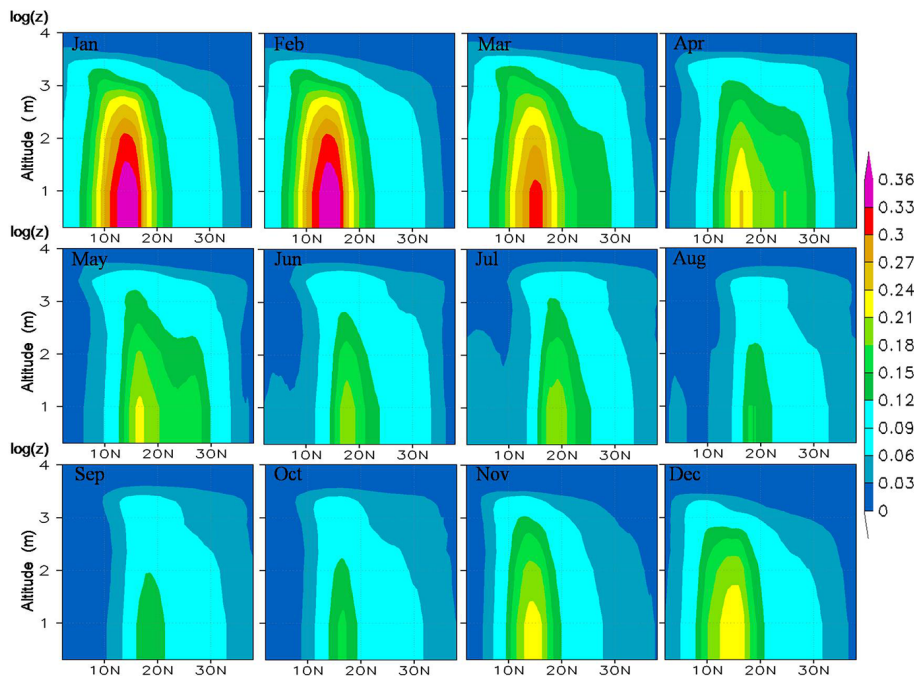 log(z)
4 Jan Feb Mar Apr
3
2
1
Altitude ( m)
10N 20N 30N 10N 20N 30N 10N 20N 30N 10N 20N 30N
log(z)
4 May Jun Jul Aug
3
2
1
Altitude (m)
10N 20N 30N 10N 20N 30N 10N 20N 30N 10N 20N 30N
log(z)
4 Sep Oct Nov Dec
3
2
1
Altitude (m)
10N 20N 30N 10N 20N 30N 10N 20N 30N 10N 20N 30N
0.36
0.33
0.3
0.27
0.24
0.21
0.18
0.15
0.12
0.09
0.06
0.03
0